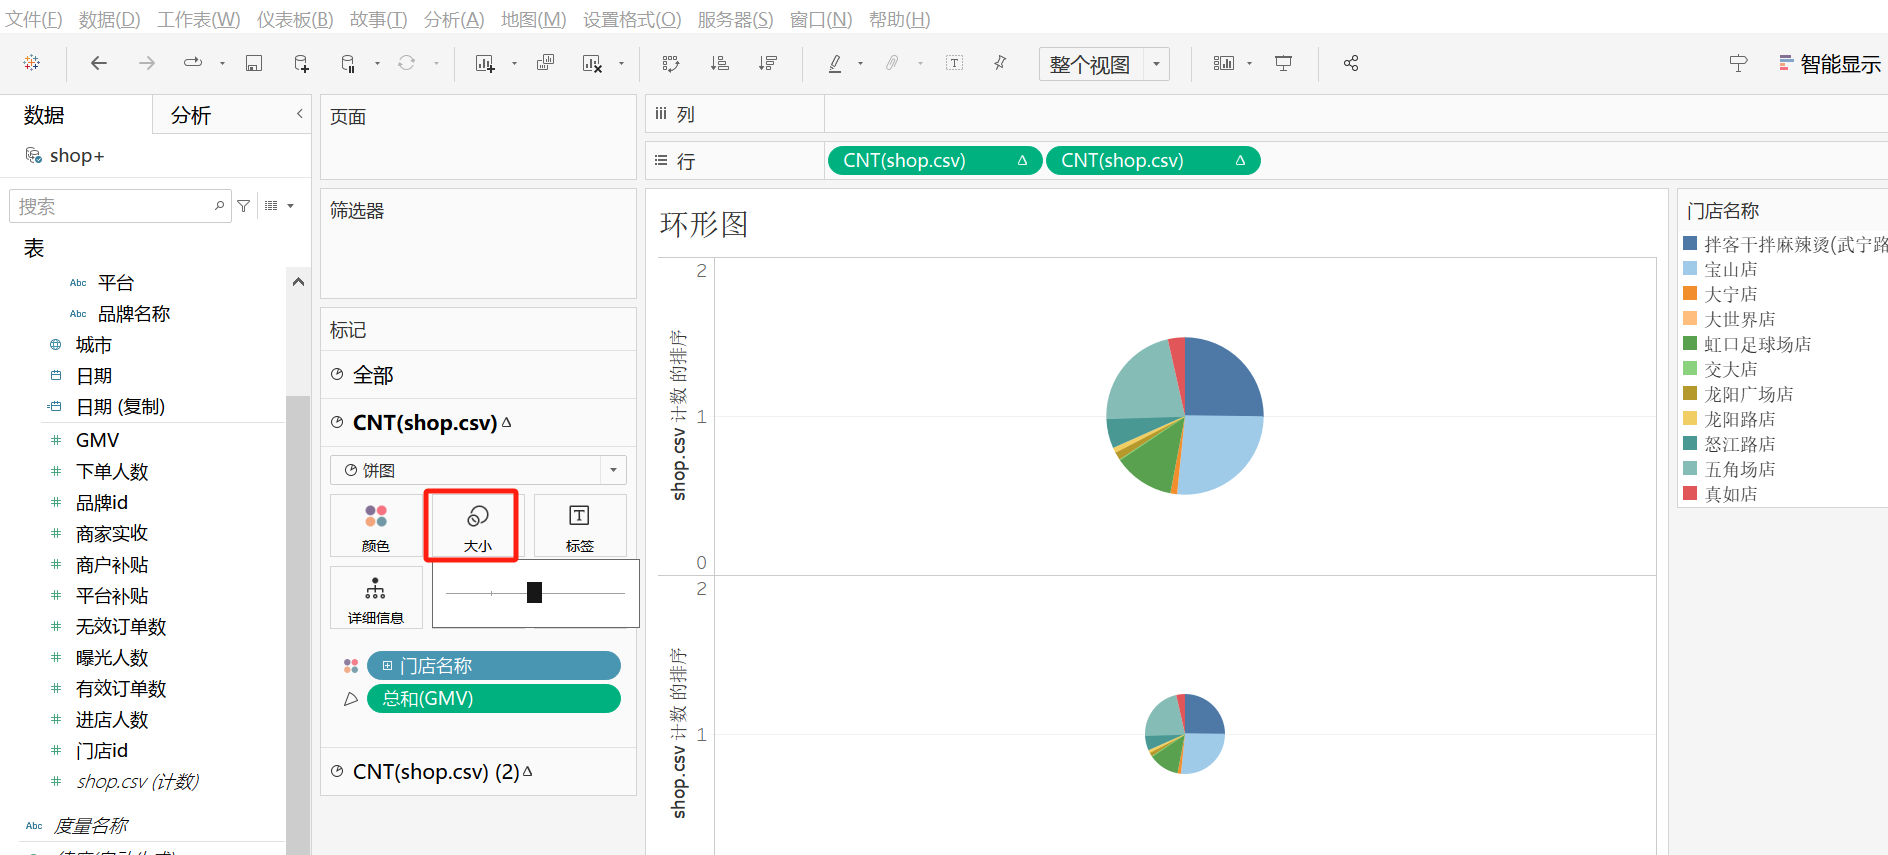 文件(F) 数据(D) 工作表(W) 仪表板(B) 故事(T) 分析(A) 地图(M) 设置格式(O) 服务器(S) 窗口(N) 帮助(H)
整个视图
智能显示
数据 分析
shop+
搜索
表
Abc 平台
Abc 品牌名称
城市
日期
日期 (复制)
# GMV
# 下单人数
# 品牌id
# 商家实收
# 商户补贴
# 平台补贴
# 无效订单数
# 曝光人数
# 有效订单数
# 进店人数
# 门店id
# shop.csv (计数)
Abc 度量名称
页面
筛选器
标记
全部
CNT(shop.csv) Δ
饼图
颜色 大小 标签
详细信息
门店名称
总和(GMV)
CNT(shop.csv) (2) Δ
列
行 CNT(shop.csv) Δ CNT(shop.csv) Δ
环形图
2
1
0
shop.csv 计数 的排序
2
1
shop.csv 计数 的排序
门店名称
拌客干拌麻辣烫(武宁路
宝山店
大宁店
大世界店
虹口足球场店
交大店
龙阳广场店
龙阳路店
怒江路店
五角场店
真如店